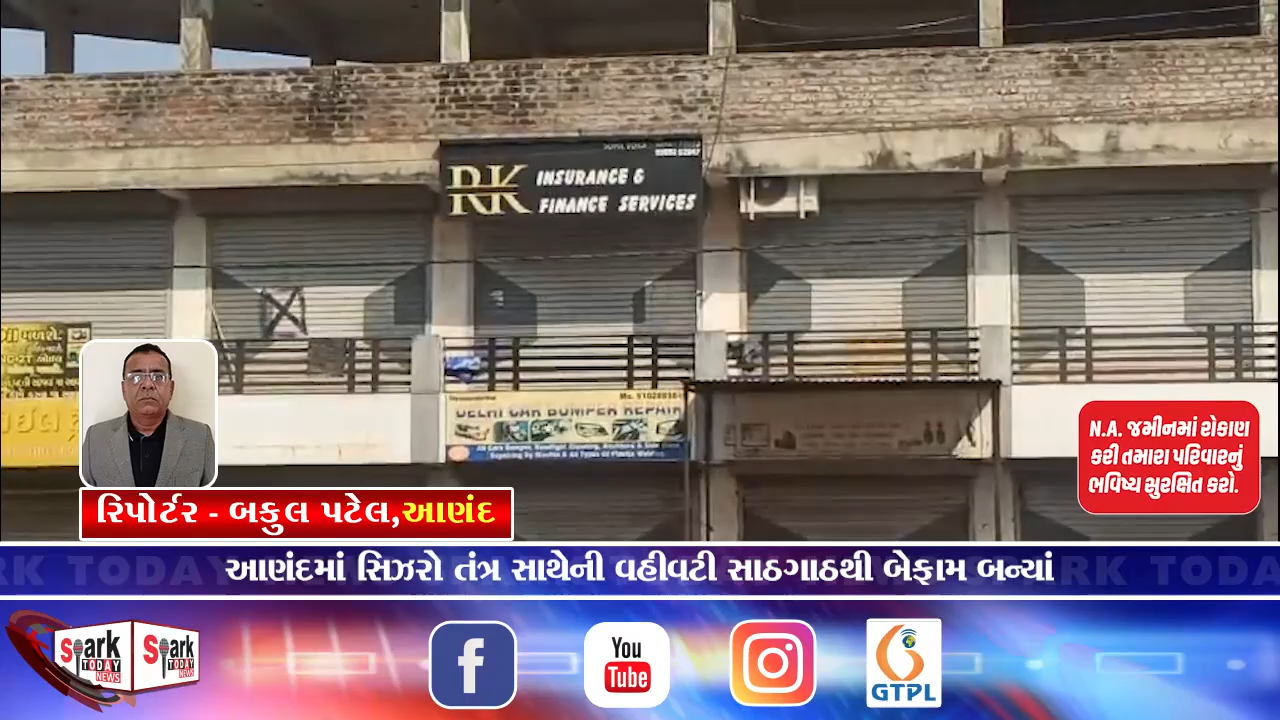 RK INSURANCE &
FINANCE SERVICES
DELHI CAR BUMPER REPAIR
N.A. જમીનમાં રોકાણ
કરી તમારા પરિવારનું
ભવિષ્ય સુરક્ષિત કરો.
રિપોર્ટર - બકુલ પટેલ,આણંદ
આણંદમાં સિઝરો તંત્ર સાથેની વહીવટી સાઠગાઠથી બેફામ બન્યાં
Spark
TODAY
NEWS
Spark
TODAY
NEWS
f
You
Tube
GTPL